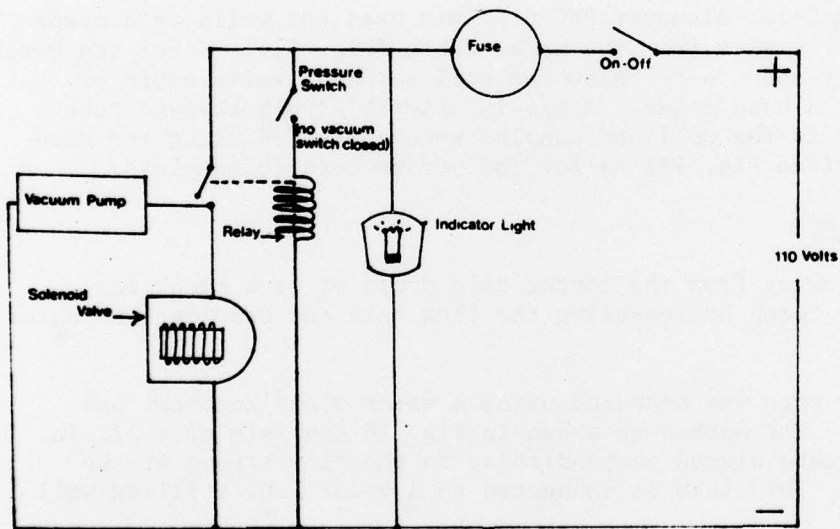 Fuse
On-Off
+
Pressure
Switch
(no vacuum
switch closed)
Vacuum Pump
Relay
Indicator Light
110 Volts
Solenoid
Valve
−